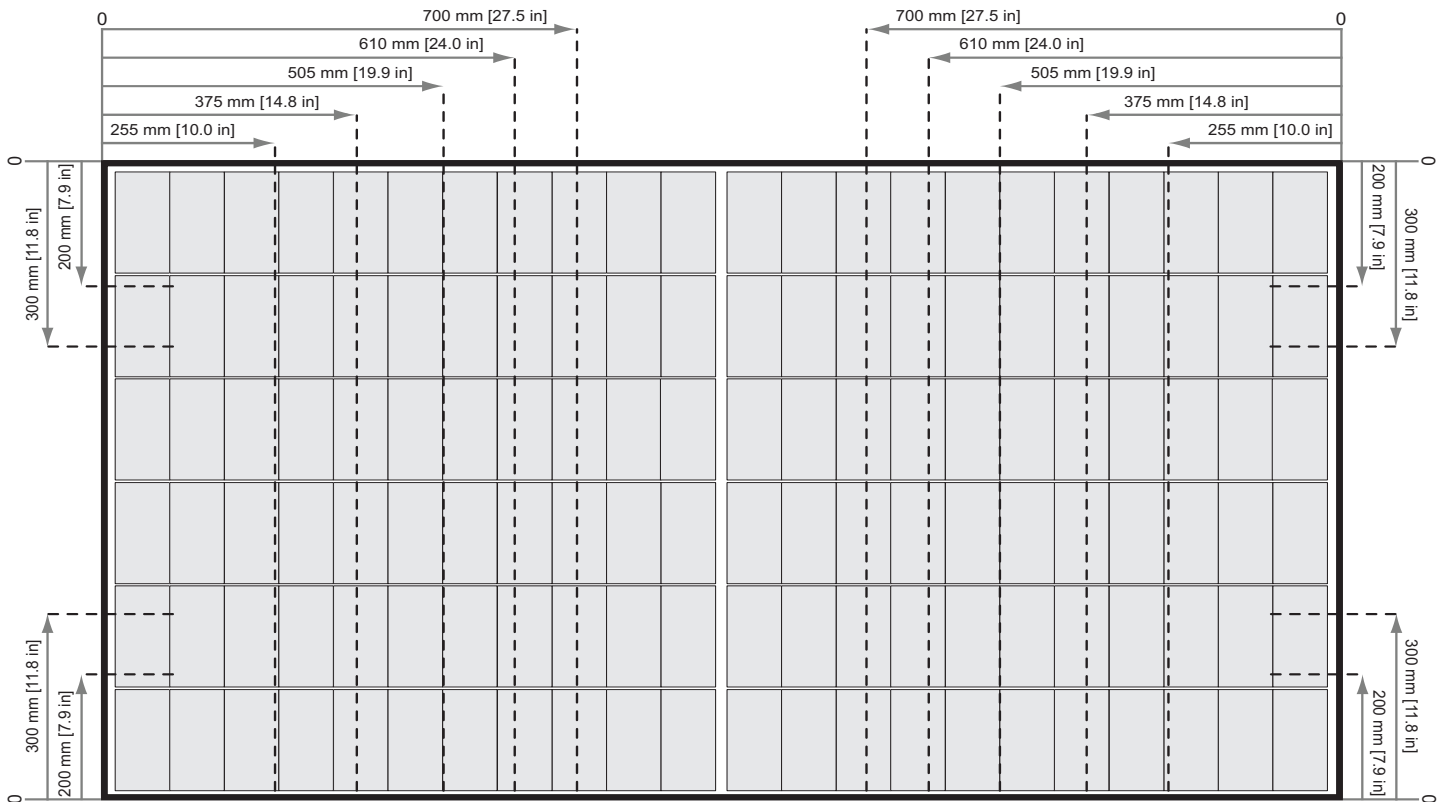 0
700 mm [27.5 in]
700 mm [27.5 in]
0
610 mm [24.0 in]
610 mm [24.0 in]
505 mm [19.9 in]
505 mm [19.9 in]
375 mm [14.8 in]
375 mm [14.8 in]
255 mm [10.0 in]
255 mm [10.0 in]
0
0
300 mm [11.8 in]
200 mm [7.9 in]
200 mm [7.9 in]
300 mm [11.8 in]
300 mm [11.8 in]
200 mm [7.9 in]
200 mm [7.9 in]
300 mm [11.8 in]
0
0